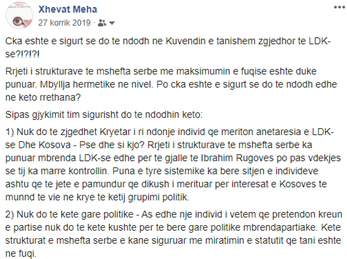 Xhevat Meha
27 korrik 2019 ·
Cka eshte e sigurt se do te ndodh ne Kuvendin e tanishem zgjedhor te LDK-
se?!?!?!
Rrjeti i strukturave te mshefta serbe me maksimumin e fuqise eshte duke
punuar. Mbyllja hermetike ne nivel. Po cka eshte e sigurt se do te ndodh edhe
ne keto rrethana?
Sipas gjykimit tim sigurisht do te ndodhin keto:
1) Nuk do te zgjedhet Kryetar i ri ndonje individ qe meriton anetaresia e LDK-
se Dhe Kosova - Pse dhe si kjo? Rrjeti i strukturave te mshefta serbe ka
punuar mbrenda LDK-se edhe per te gjalle te Ibrahim Rugoves po pas vdekjes
se tij ka marre kontrollin. Puna e tyre sistemike ka bere sitjen e individeve
ashtu qe te jete e pamundur qe dikush i merituar per interesat e Kosoves te
munnd te vie ne krye te ketij grupimi politik.
2) Nuk do te kete gare politike - As edhe nje individ i vetem qe pretendon kreun
e partise nuk do te kete kushte per te bere gare politike mbrendapartiake. Kete
strukturat e mshefta serbe e kane siguruar me miratimin e statutit qe tani eshte
ne fuqi.